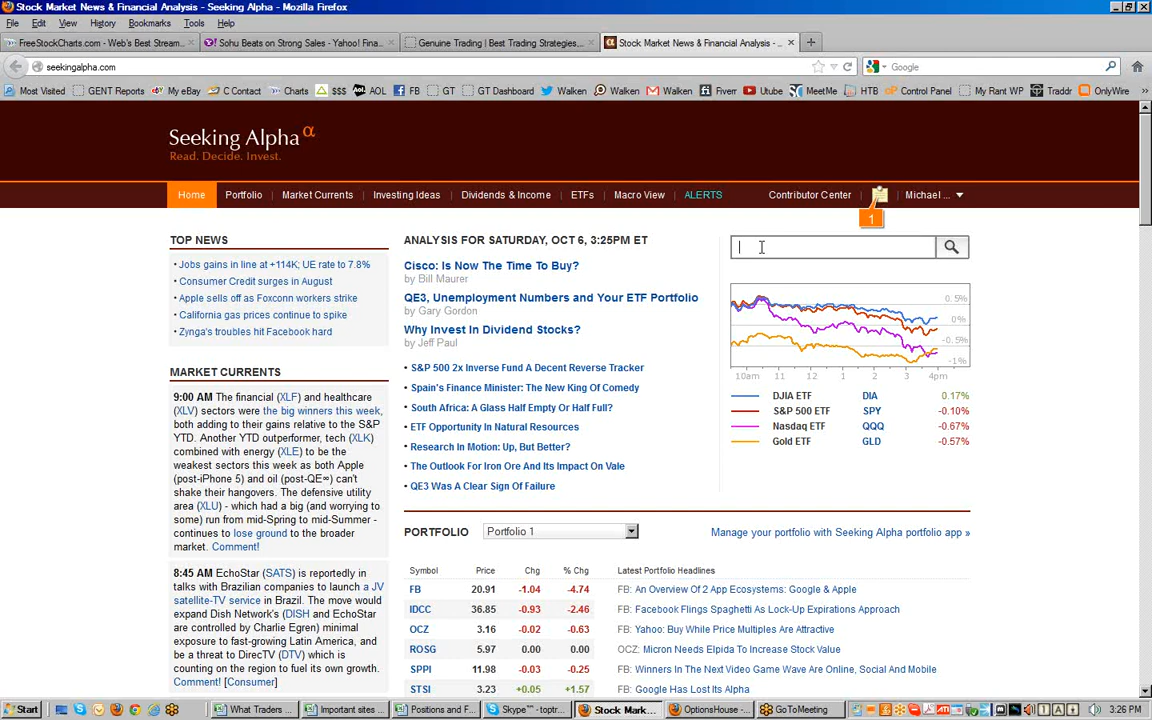 Stock Market News & Financial Analysis - Seeking Alpha - Mozilla Firefox
File Edit View History Bookmarks Tools Help
FreeStockCharts.com - Web's Best Stream...
Sohu Beats on Strong Sales - Yahoo! Fina...
Genuine Trading | Best Trading Strategies,...
Stock Market News & Financial Analysis - ...
seekingalpha.com
Google
Most Visited GENT Reports My eBay C Contact Charts $$$ AOL FB GT GT Dashboard Walken Walken Walken Fiverr Utube MeetMe HTB Control Panel My Rant WP Traddr OnlyWire
Seeking Alpha α
Read. Decide. Invest.
Home Portfolio Market Currents Investing Ideas Dividends & Income ETFs Macro View ALERTS Contributor Center Michael ...
1
TOP NEWS
• Jobs gains in line at +114K; UE rate to 7.8%
• Consumer Credit surges in August
• Apple sells off as Foxconn workers strike
• California gas prices continue to spike
• Zynga's troubles hit Facebook hard
MARKET CURRENTS
9:00 AM The financial (XLF) and healthcare
(XLV) sectors were the big winners this week,
both adding to their gains relative to the S&P
YTD. Another YTD outperformer, tech (XLK)
combined with energy (XLE) to be the
weakest sectors this week as both Apple
(post-iPhone 5) and oil (post-QE∞) can't
shake their hangovers. The defensive utility
area (XLU) - which had a big (and worrying to
some) run from mid-Spring to mid-Summer -
continues to lose ground to the broader
market. Comment!
8:45 AM EchoStar (SATS) is reportedly in
talks with Brazilian companies to launch a JV
satellite-TV service in Brazil. The move would
expand Dish Network's (DISH and EchoStar
are controlled by Charlie Egren) minimal
exposure to fast-growing Latin America, and
be a threat to DirecTV (DTV) which is
counting on the region to fuel its own growth.
Comment! [Consumer]
ANALYSIS FOR SATURDAY, OCT 6, 3:25PM ET
Cisco: Is Now The Time To Buy?
by Bill Maurer
QE3, Unemployment Numbers and Your ETF Portfolio
by Gary Gordon
Why Invest In Dividend Stocks?
by Jeff Paul
• S&P 500 2x Inverse Fund A Decent Reverse Tracker
• Spain's Finance Minister: The New King Of Comedy
• South Africa: A Glass Half Empty Or Half Full?
• ETF Opportunity In Natural Resources
• Research In Motion: Up, But Better?
• The Outlook For Iron Ore And Its Impact On Vale
• QE3 Was A Clear Sign Of Failure
0.5%
0%
-0.5%
-1%
10am 11 12 1 2 3 4pm
DJIA ETF DIA 0.17%
S&P 500 ETF SPY -0.10%
Nasdaq ETF QQQ -0.67%
Gold ETF GLD -0.57%
PORTFOLIO Portfolio 1 Manage your portfolio with Seeking Alpha portfolio app »
Symbol Price Chg % Chg Latest Portfolio Headlines
FB 20.91 -1.04 -4.74 FB: An Overview Of 2 App Ecosystems: Google & Apple
IDCC 36.85 -0.93 -2.46 FB: Facebook Flings Spaghetti As Lock-Up Expirations Approach
OCZ 3.16 -0.02 -0.63 FB: Yahoo: Buy While Price Multiples Are Attractive
ROSG 5.97 0.00 0.00 OCZ: Micron Needs Elpida To Increase Stock Value
SPPI 11.98 -0.03 -0.25 FB: Winners In The Next Video Game Wave Are Online, Social And Mobile
STSI 3.23 +0.05 +1.57 FB: Google Has Lost Its Alpha
Start What Traders ... Important sites ... Positions and F... Skype™ - toptr... Stock Mark... OptionsHouse -... GoToMeeting 3:26 PM